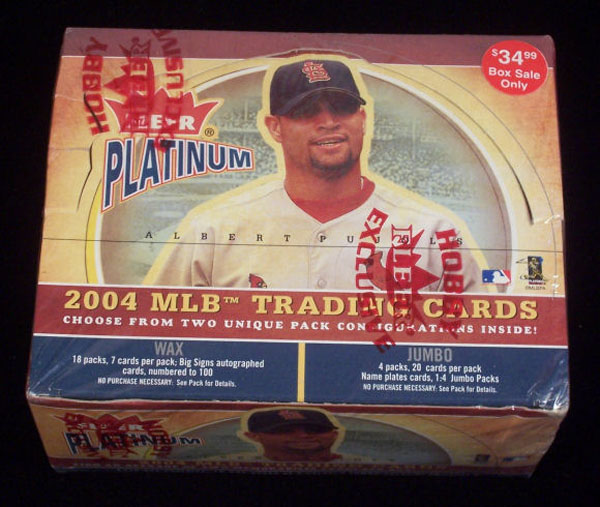 HOBBY
FLEER
EXCLUSIVE
FLEER®
PLATINUM
$34.99
Box Sale
Only
ALBERT PUJOLS
HOBBY
FLEER
EXCLUSIVE
2004 MLB™ TRADING CARDS
CHOOSE FROM TWO UNIQUE PACK CONFIGURATIONS INSIDE!
WAX
18 packs, 7 cards per pack; Big Signs autographed
cards, numbered to 100
NO PURCHASE NECESSARY: See Pack for Details.
JUMBO
4 packs, 20 cards per pack
Name plates cards, 1:4 Jumbo Packs
NO PURCHASE NECESSARY: See Pack for Details.
FLEER
PLATINUM